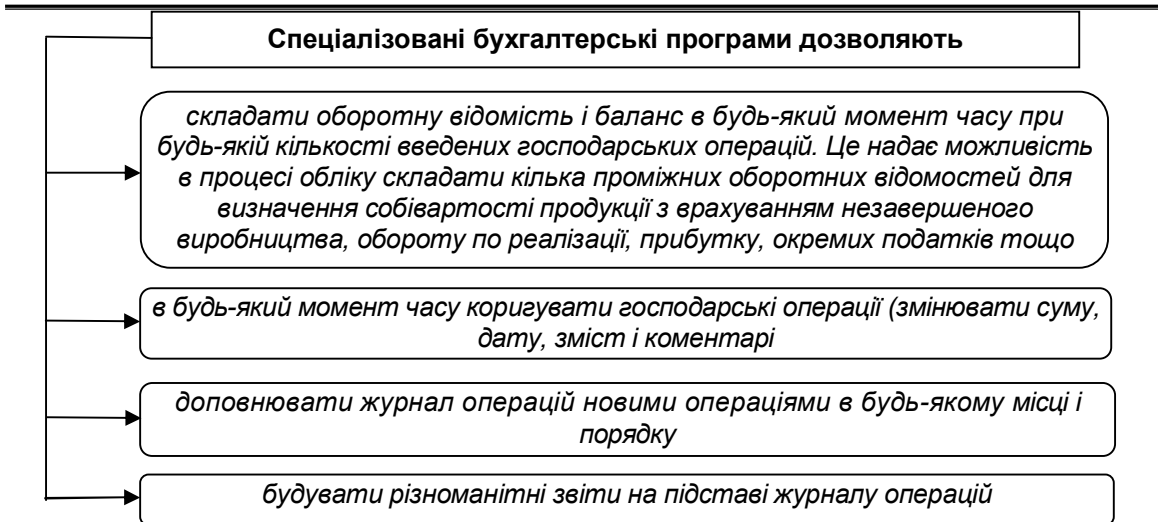 Спеціалізовані бухгалтерські програми дозволяють
складати оборотну відомість і баланс в будь-який момент часу при
будь-якій кількості введених господарських операцій. Це надає можливість
в процесі обліку складати кілька проміжних оборотних відомостей для
визначення собівартості продукції з врахуванням незавершеного
виробництва, обороту по реалізації, прибутку, окремих податків тощо
в будь-який момент часу коригувати господарські операції (змінювати суму,
дату, зміст і коментарі
доповнювати журнал операцій новими операціями в будь-якому місці і
порядку
будувати різноманітні звіти на підставі журналу операцій